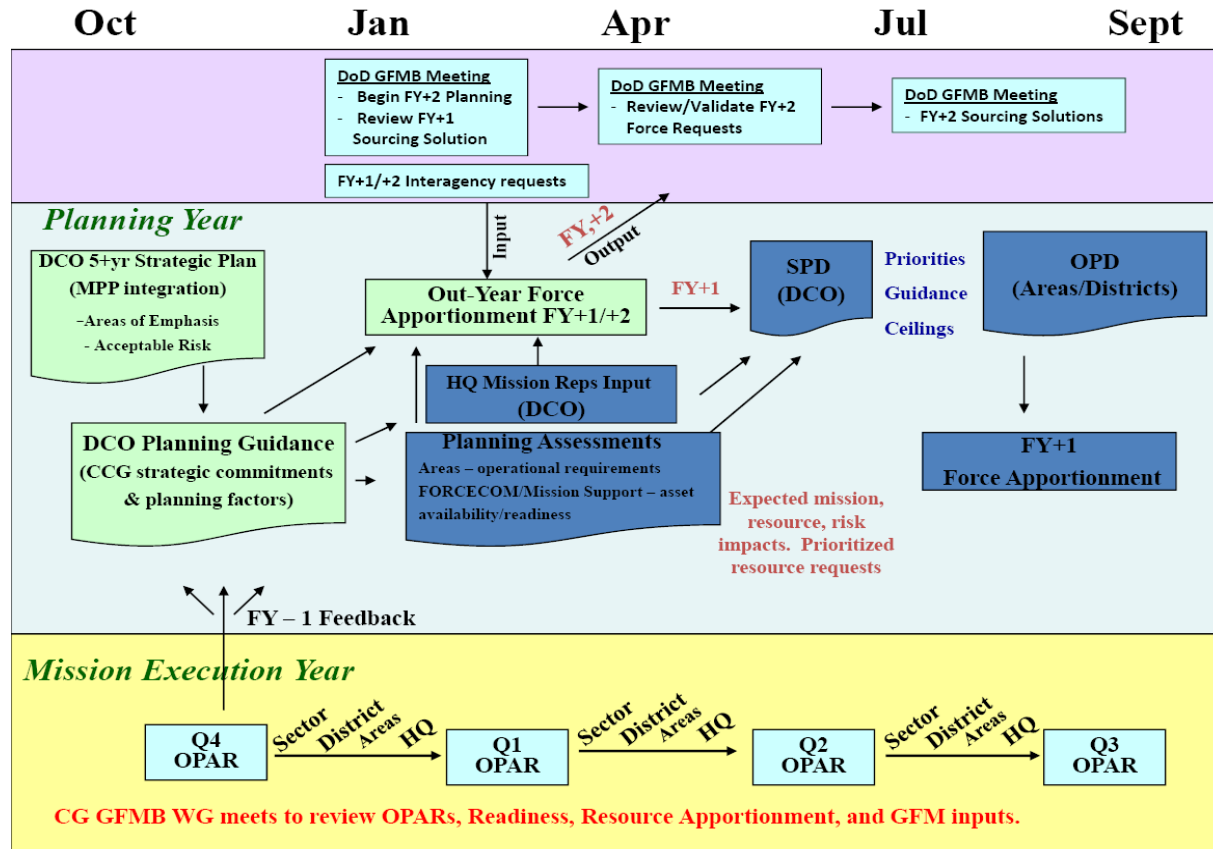 Oct Jan Apr Jul Sept
DoD GFMB Meeting
- Begin FY+2 Planning
- Review FY+1
Sourcing Solution
DoD GFMB Meeting
- Review/Validate FY+2
Force Requests
DoD GFMB Meeting
- FY+2 Sourcing Solutions
FY+1/+2 Interagency requests
Planning Year
Input
FY,+2
Output
DCO 5+yr Strategic Plan
(MPP integration)
–Areas of Emphasis
- Acceptable Risk
Out-Year Force
Apportionment FY+1/+2
FY+1
SPD
(DCO)
Priorities
Guidance
Ceilings
OPD
(Areas/Districts)
HQ Mission Reps Input
(DCO)
DCO Planning Guidance
(CCG strategic commitments
& planning factors)
Planning Assessments
Areas – operational requirements
FORCECOM/Mission Support – asset
availability/readiness
FY+1
Force Apportionment
Expected mission,
resource, risk
impacts. Prioritized
resource requests
FY – 1 Feedback
Mission Execution Year
Q4
OPAR
Sector
District
Areas
HQ
Q1
OPAR
Sector
District
Areas
HQ
Q2
OPAR
Sector
District
Areas
HQ
Q3
OPAR
CG GFMB WG meets to review OPARs, Readiness, Resource Apportionment, and GFM inputs.